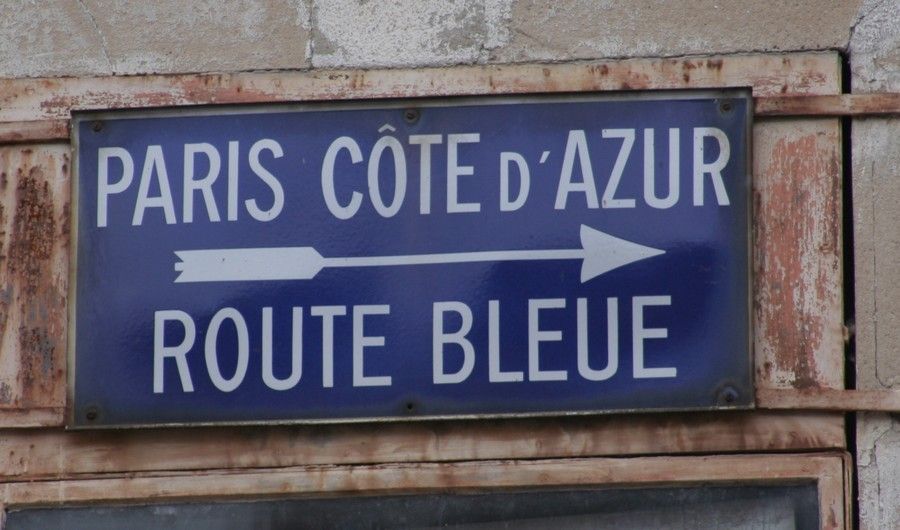 PARIS CÔTE D'AZUR
ROUTE BLEUE